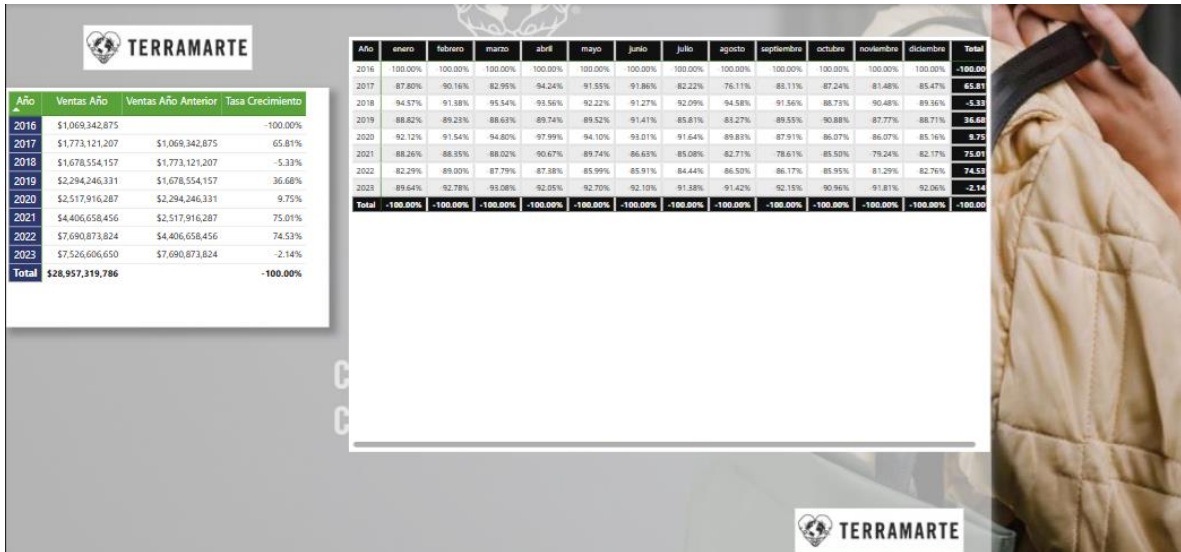 TERRAMARTE
Año Ventas Año Ventas Año Anterior Tasa Crecimiento
2016 $1,069,342,875 -100.00%
2017 $1,773,121,207 $1,069,342,875 65.81%
2018 $1,678,554,157 $1,773,121,207 -5.33%
2019 $2,294,246,331 $1,678,554,157 36.68%
2020 $2,517,916,287 $2,294,246,331 9.75%
2021 $4,406,658,456 $2,517,916,287 75.01%
2022 $7,690,873,824 $4,406,658,456 74.53%
2023 $7,526,606,650 $7,690,873,824 -2.14%
Total $28,957,319,786 -100.00%
Año enero febrero marzo abril mayo junio julio agosto septiembre octubre noviembre diciembre Total
2016 -100.00% -100.00% -100.00% -100.00% -100.00% -100.00% -100.00% -100.00% -100.00% -100.00% -100.00% -100.00% -100.00
2017 -87.80% -90.16% -82.95% -94.24% -91.55% -91.86% -82.22% -76.11% -83.11% -87.24% -81.48% -85.47% 65.81
2018 -94.57% -91.38% -95.54% -93.56% -92.22% -91.27% -92.09% -94.58% -91.56% -88.73% -90.48% -89.36% -5.33
2019 -88.82% -89.23% -88.63% -89.74% -89.52% -91.41% -85.81% -83.27% -89.55% -90.88% -87.77% -88.71% 36.68
2020 -92.12% -91.54% -94.80% -97.99% -94.10% -93.01% -91.64% -89.83% -87.91% -86.07% -86.07% -85.16% 9.75
2021 -88.26% -88.35% -88.02% -90.67% -89.74% -86.63% -85.08% -82.71% -78.61% -85.50% -79.24% -82.17% 75.01
2022 -82.29% -89.00% -87.79% -87.38% -85.99% -85.91% -84.44% -86.50% -86.17% -85.95% -81.29% -82.76% 74.53
2023 -89.64% -92.78% -93.08% -92.05% -92.70% -92.10% -91.38% -91.42% -92.15% -90.96% -91.81% -92.06% -2.14
Total -100.00% -100.00% -100.00% -100.00% -100.00% -100.00% -100.00% -100.00% -100.00% -100.00% -100.00% -100.00% -100.00
C
C
TERRAMARTE